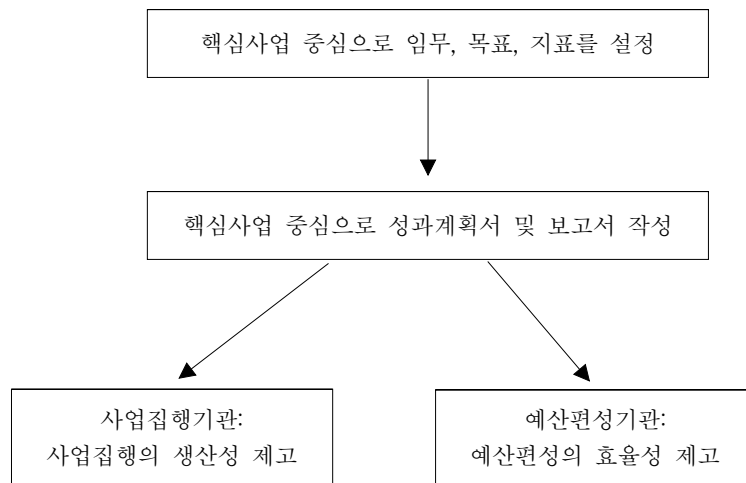 핵심사업 중심으로 임무, 목표, 지표를 설정
핵심사업 중심으로 성과계획서 및 보고서 작성
사업집행기관:
사업집행의 생산성 제고
예산편성기관:
예산편성의 효율성 제고